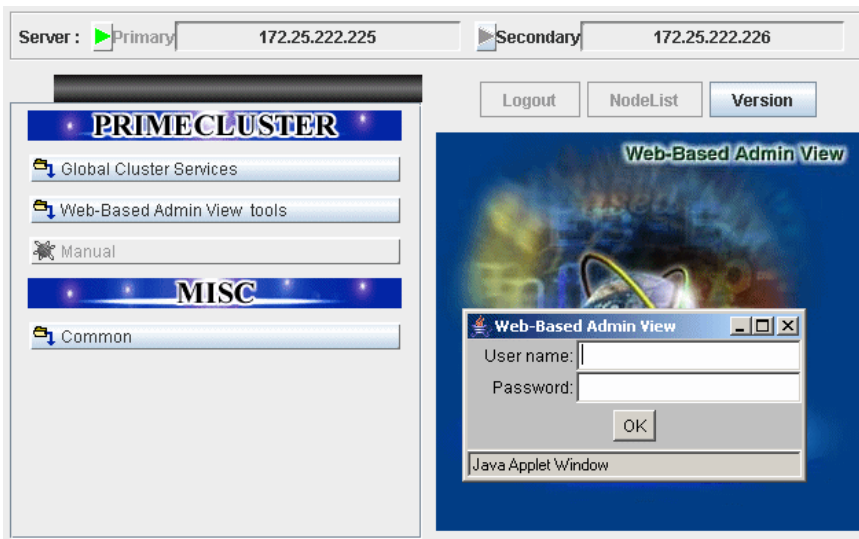 Server : Primary 172.25.222.225 Secondary 172.25.222.226
Logout NodeList Version
PRIMECLUSTER
Global Cluster Services
Web-Based Admin View tools
Manual
MISC
Common
Web-Based Admin View
Web-Based Admin View
User name:
Password:
OK
Java Applet Window